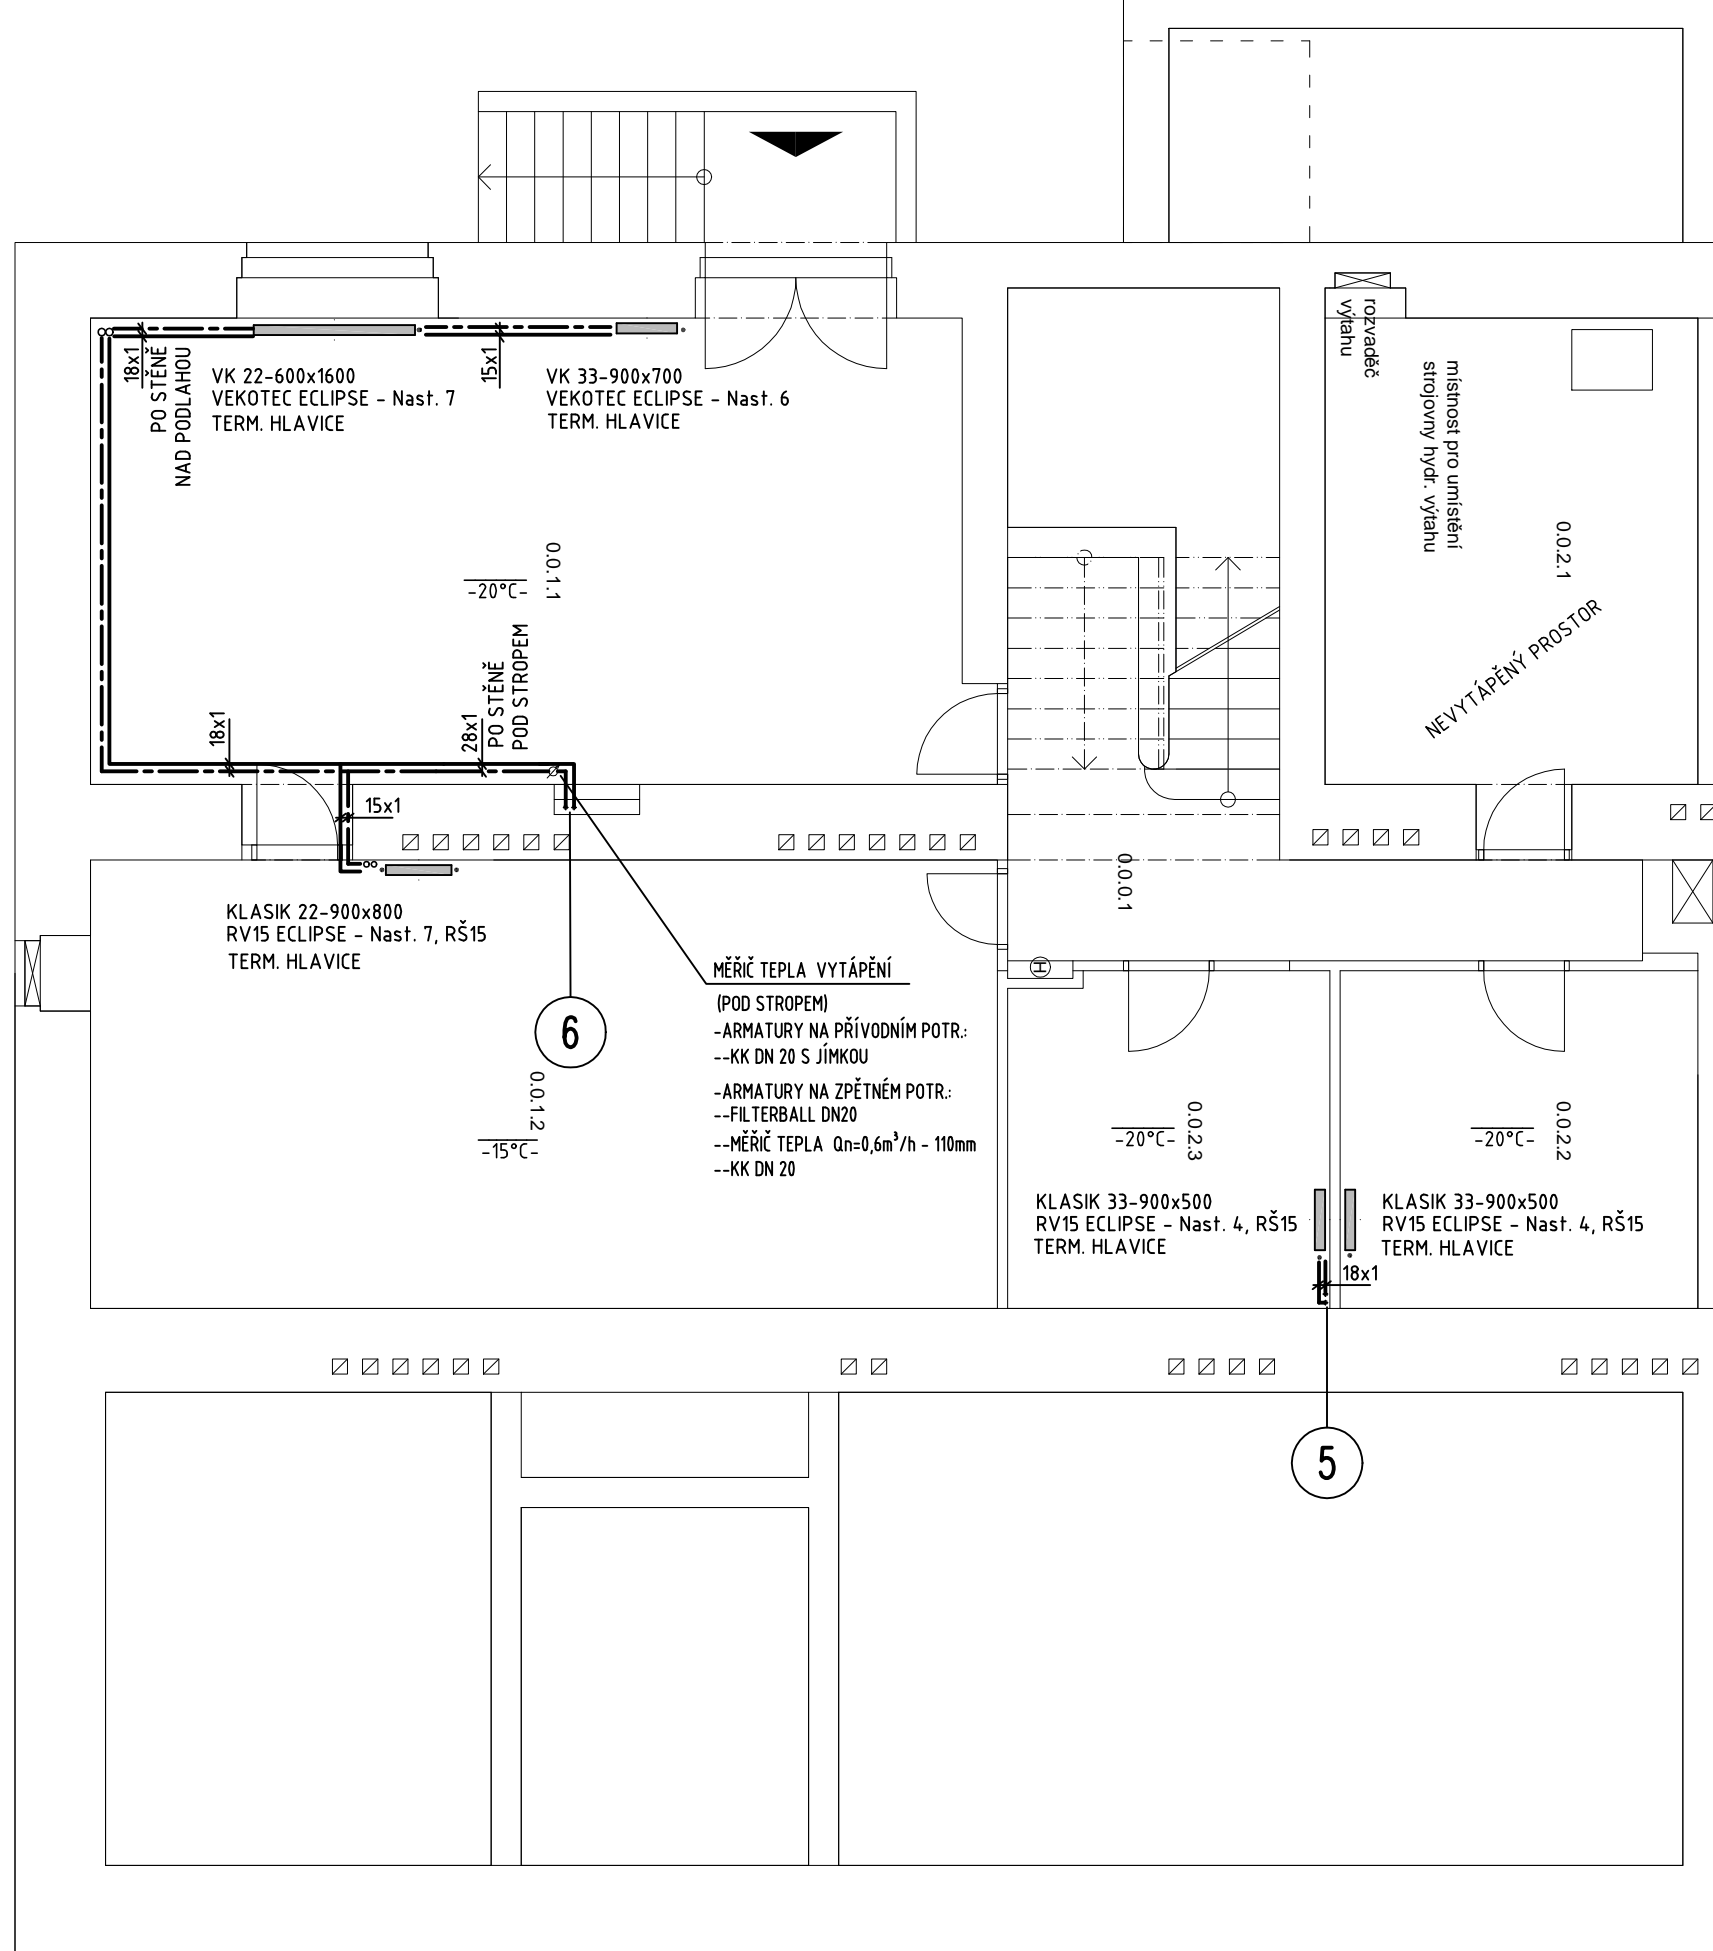 rozvaděč
výtahu
místnost pro umístění
strojovny hydr. výtahu
0.0.2.1
NEVYTÁPĚNÝ PROSTOR
18x1
PO STĚNĚ
NAD PODLAHOU
VK 22-600x1600
VEKOTEC ECLIPSE - Nast. 7
TERM. HLAVICE
15x1
VK 33-900x700
VEKOTEC ECLIPSE - Nast. 6
TERM. HLAVICE
0.0.1.1
-20°C-
18x1
28x1
PO STĚNĚ
POD STROPEM
15x1
0.0.0.1
KLASIK 22-900x800
RV15 ECLIPSE - Nast. 7, RŠ15
TERM. HLAVICE
6
MĚŘIČ TEPLA VYTÁPĚNÍ
(POD STROPEM)
-ARMATURY NA PŘÍVODNÍM POTR.:
--KK DN 20 S JÍMKOU
-ARMATURY NA ZPĚTNÉM POTR.:
--FILTERBALL DN20
--MĚŘIČ TEPLA Qn=0,6m³/h - 110mm
--KK DN 20
H
0.0.1.2
-15°C-
0.0.2.3
-20°C-
0.0.2.2
-20°C-
KLASIK 33-900x500
RV15 ECLIPSE - Nast. 4, RŠ15
TERM. HLAVICE
KLASIK 33-900x500
RV15 ECLIPSE - Nast. 4, RŠ15
TERM. HLAVICE
18x1
5